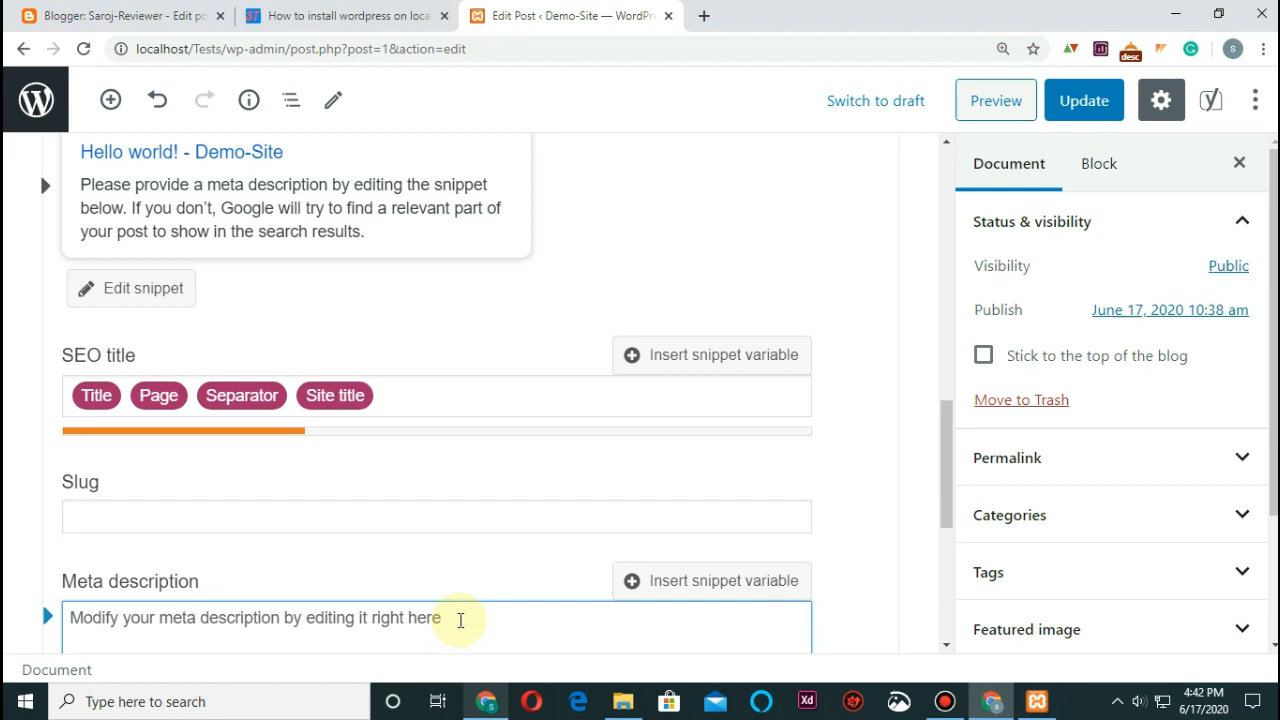 Blogger: Saroj-Reviewer - Edit po
How to install wordpress on loca
Edit Post ‹ Demo-Site — WordPr
localhost/Tests/wp-admin/post.php?post=1&action=edit
desc
S
Switch to draft
Preview
Update
Hello world! - Demo-Site
Please provide a meta description by editing the snippet
below. If you don't, Google will try to find a relevant part of
your post to show in the search results.
Edit snippet
SEO title
Insert snippet variable
Title Page Separator Site title
Slug
Meta description
Insert snippet variable
Modify your meta description by editing it right here
Document
Block
Status & visibility
Visibility
Public
Publish
June 17, 2020 10:38 am
Stick to the top of the blog
Move to Trash
Permalink
Categories
Tags
Featured image
Document
Type here to search
Xd
4:42 PM
6/17/2020